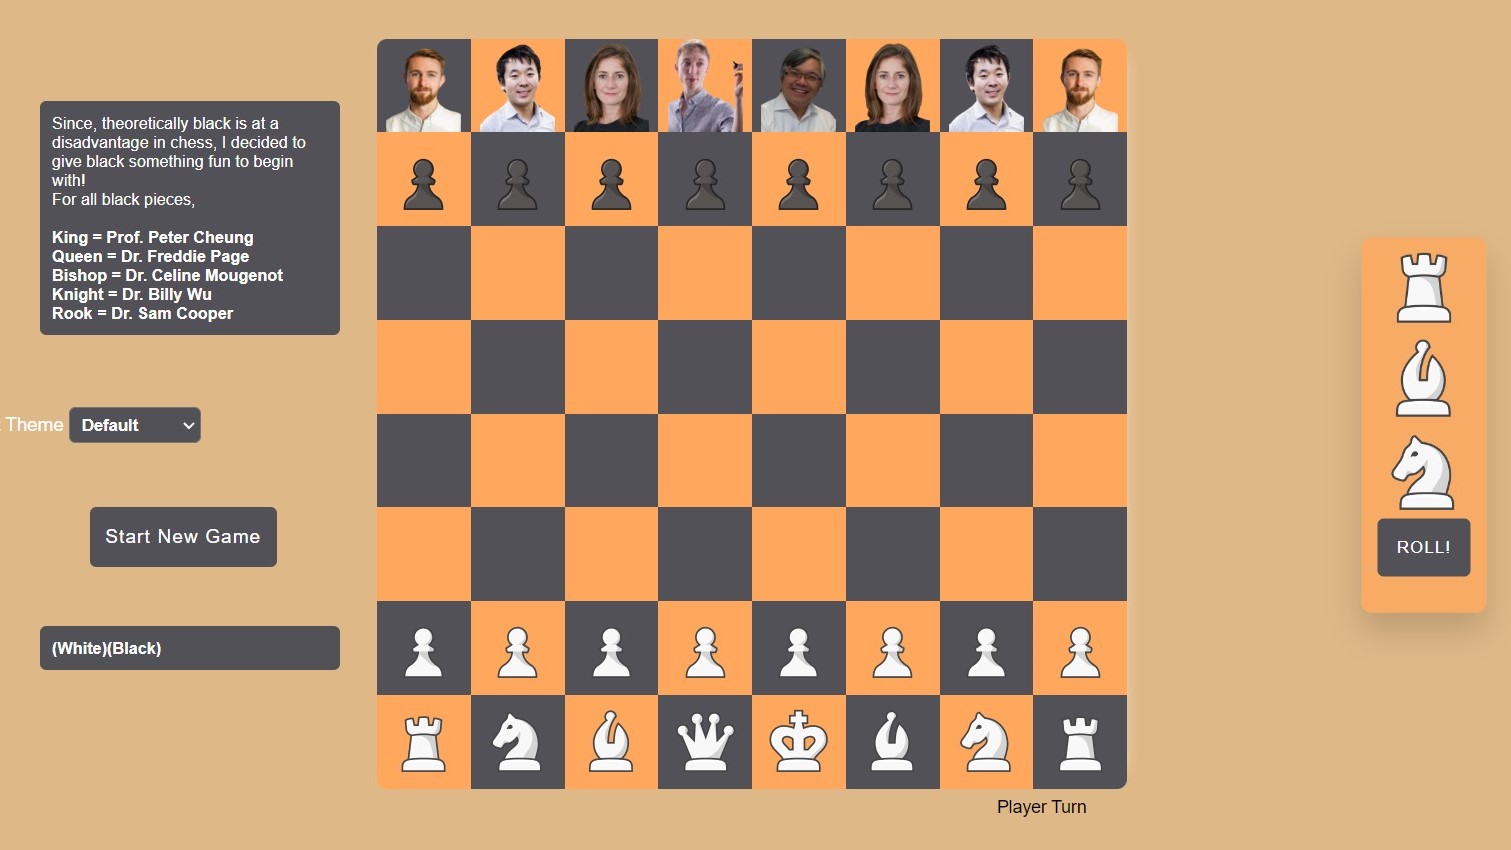 Since, theoretically black is at a
disadvantage in chess, I decided to
give black something fun to begin
with!
For all black pieces,
King = Prof. Peter Cheung
Queen = Dr. Freddie Page
Bishop = Dr. Celine Mougenot
Knight = Dr. Billy Wu
Rook = Dr. Sam Cooper
Theme Default
Start New Game
(White)(Black)
ROLL!
Player Turn